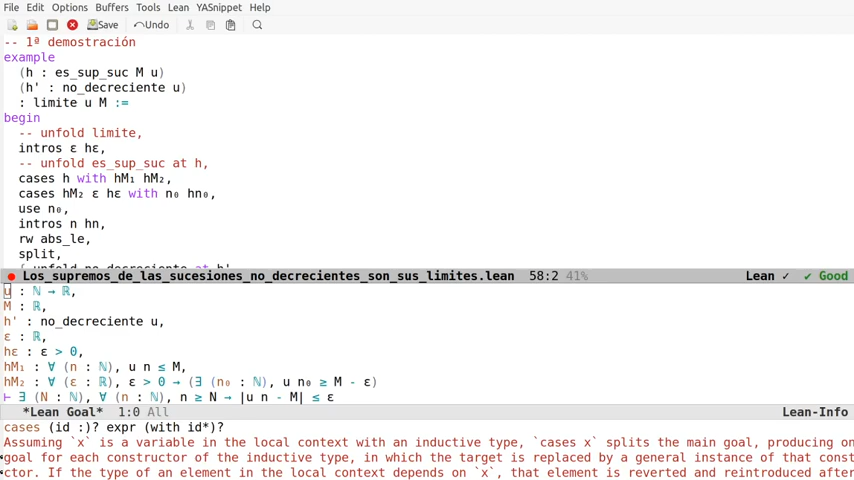 File Edit Options Buffers Tools Lean YASnippet Help
Save Undo
-- 1ª demostración
example
(h : es_sup_suc M u)
(h' : no_decreciente u)
: limite u M :=
begin
-- unfold limite,
intros ε hε,
-- unfold es_sup_suc at h,
cases h with hM₁ hM₂,
cases hM₂ ε hε with n₀ hn₀,
use n₀,
intros n hn,
rw abs_le,
split,
{ unfold no_decreciente at h'
Los_supremos_de_las_sucesiones_no_decrecientes_son_sus_limites.lean 58:2 41% Lean ✓ ✓ Good
u : ℕ → ℝ,
M : ℝ,
h' : no_decreciente u,
ε : ℝ,
hε : ε > 0,
hM₁ : ∀ (n : ℕ), u n ≤ M,
hM₂ : ∀ (ε : ℝ), ε > 0 → (∃ (n₀ : ℕ), u n₀ ≥ M - ε)
⊢ ∃ (N : ℕ), ∀ (n : ℕ), n ≥ N → |u n - M| ≤ ε
*Lean Goal* 1:0 All Lean-Info
cases (id :)? expr (with id*)?
Assuming `x` is a variable in the local context with an inductive type, `cases x` splits the main goal, producing on
goal for each constructor of the inductive type, in which the target is replaced by a general instance of that const
ctor. If the type of an element in the local context depends on `x`, that element is reverted and reintroduced after